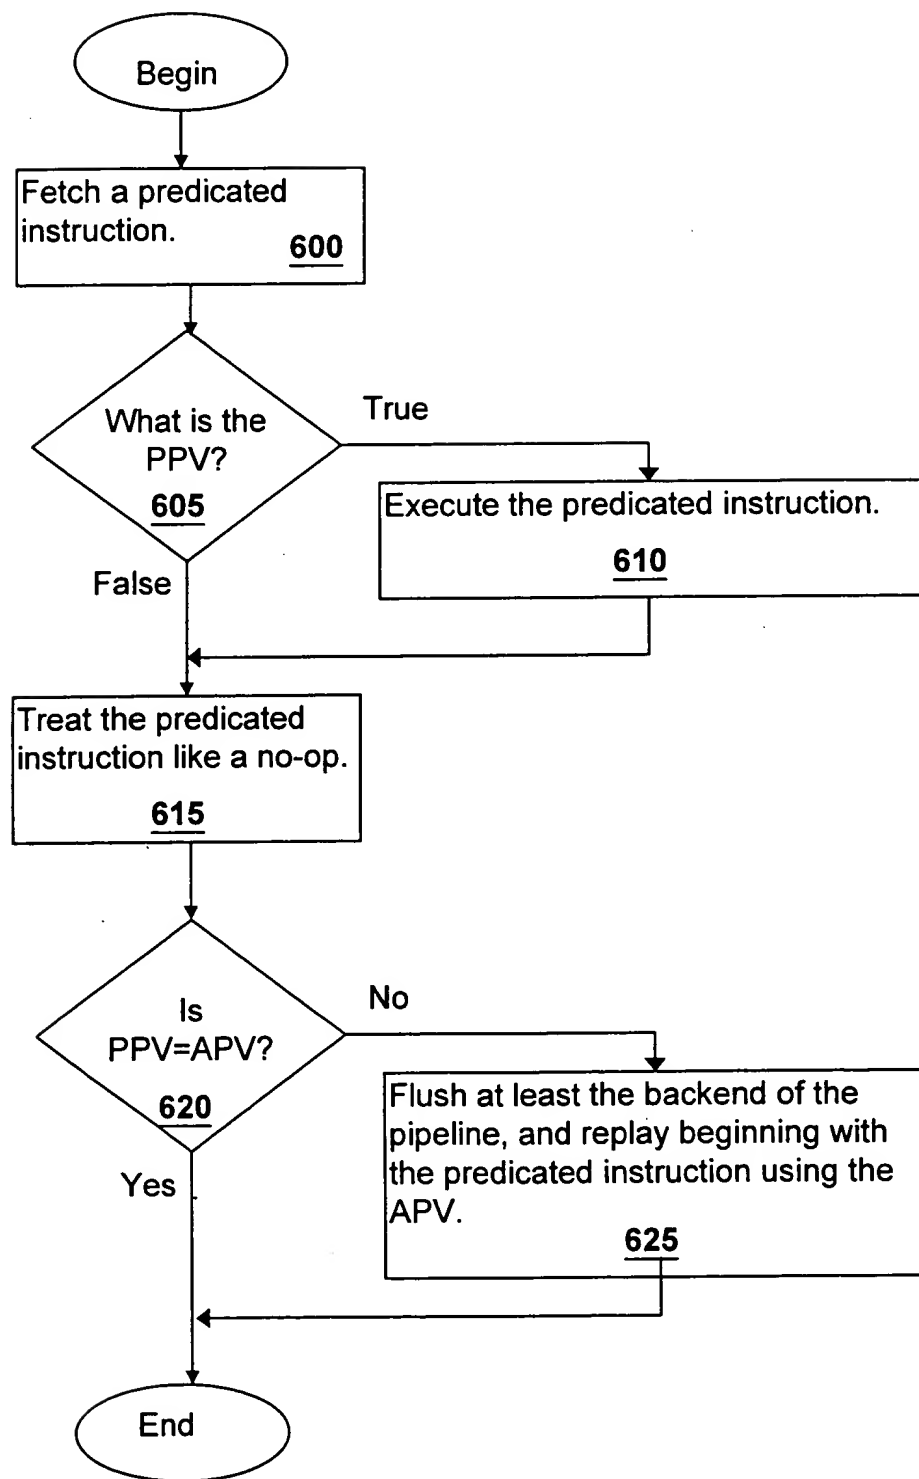 Begin
Fetch a predicated
instruction.
600
What is the
PPV?
605
True
False
Execute the predicated instruction.
610
Treat the predicated
instruction like a no-op.
615
Is
PPV=APV?
620
No
Yes
Flush at least the backend of the
pipeline, and replay beginning with
the predicated instruction using the
APV.
625
End